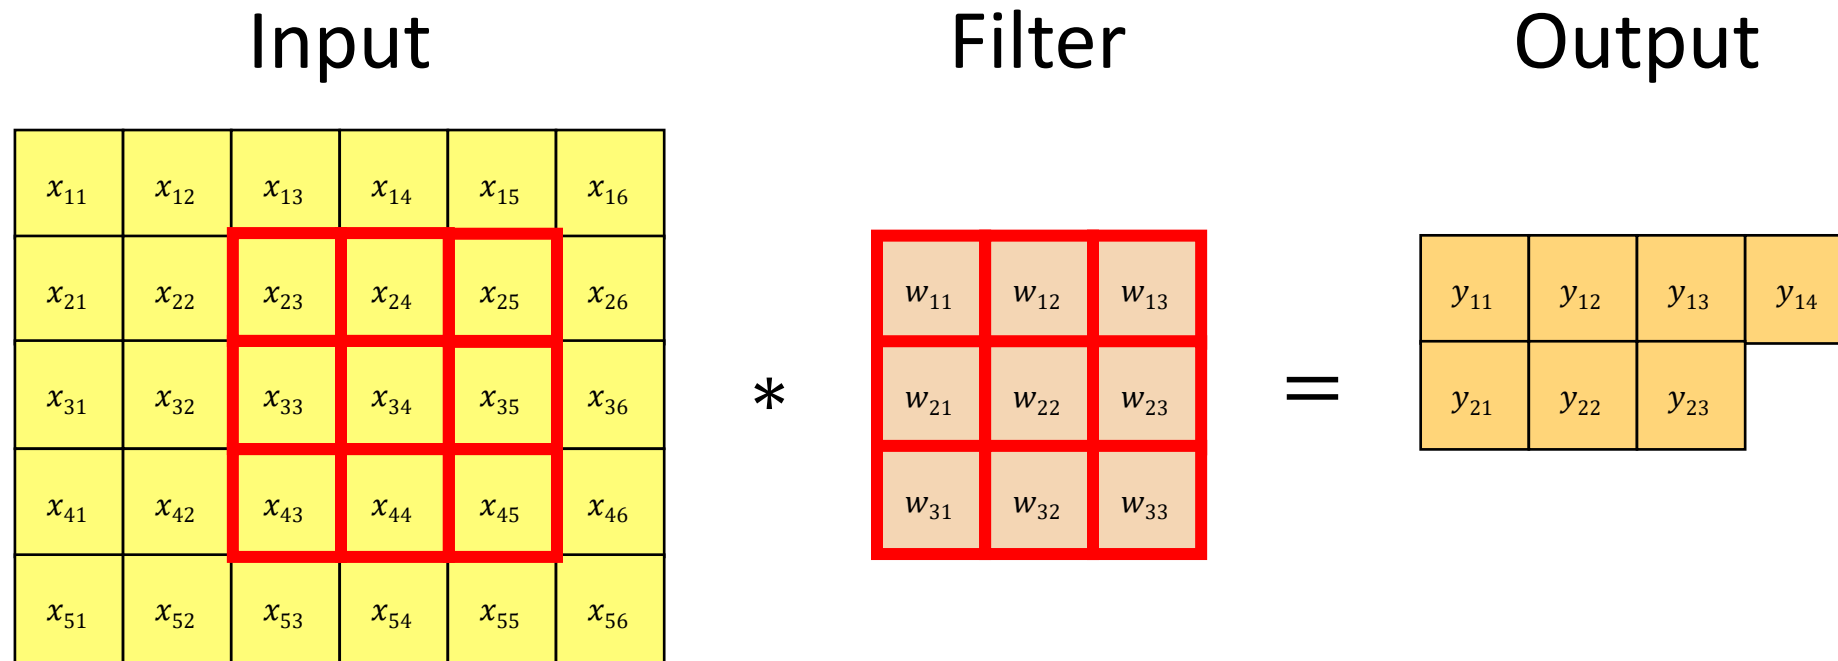 Input Filter Output
x11 x12 x13 x14 x15 x16
x21 x22 x23 x24 x25 x26 w11 w12 w13 y11 y12 y13 y14
x31 x32 x33 x34 x35 x36 * w21 w22 w23 = y21 y22 y23
x41 x42 x43 x44 x45 x46 w31 w32 w33
x51 x52 x53 x54 x55 x56